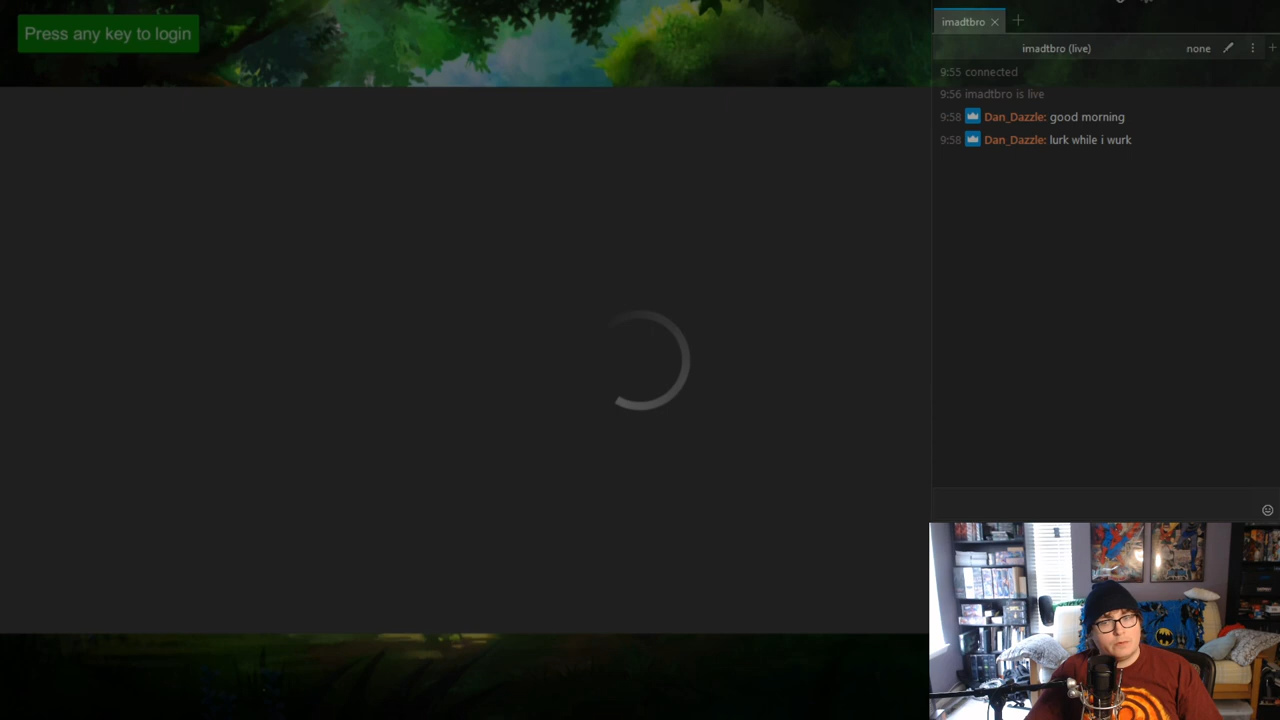 Press any key to login
imadtbro
imadtbro (live)
none
9:55 connected
9:56 imadtbro is live
9:58 Dan_Dazzle: good morning
9:58 Dan_Dazzle: lurk while i wurk